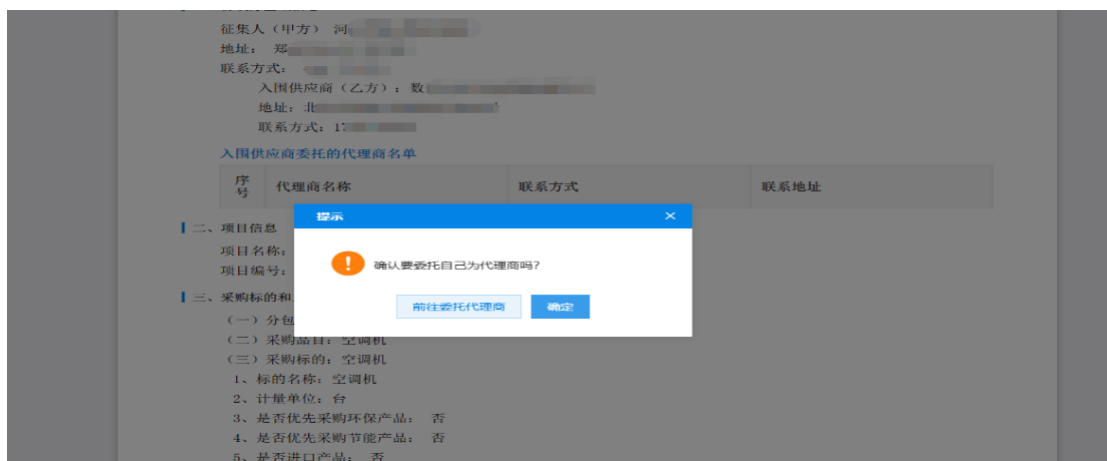 征集人（甲方） 河
地址： 郑
联系方式：
入围供应商（乙方）：数
地址：北
联系方式：17
入围供应商委托的代理商名单
序号 代理商名称 联系方式 联系地址
提示 ×
二、项目信息
项目名称：
确认要委托自己为代理商吗?
项目编号：
三、采购标的和
前往委托代理商 确定
（一）分包
（二）采购品目：空调机
（三）采购标的：空调机
1、标的名称：空调机
2、计量单位：台
3、是否优先采购环保产品： 否
4、是否优先采购节能产品： 否
5、是否进口产品： 否